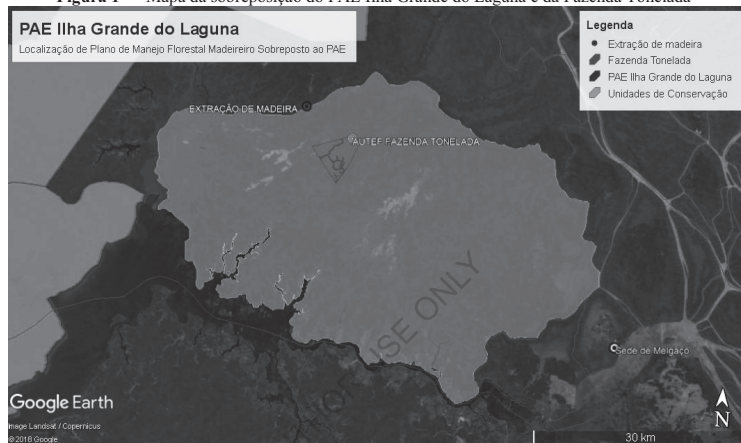 Figura 1 – Mapa da sobreposição do PAE Ilha Grande do Laguna e da Fazenda Tonelada
PAE Ilha Grande do Laguna
Localização de Plano de Manejo Florestal Madeireiro Sobreposto ao PAE
Legenda
Extração de madeira
Fazenda Tonelada
PAE Ilha Grande do Laguna
Unidades de Conservação
EXTRAÇÃO DE MADEIRA
AUTEF FAZENDA TONELADA
USE ONLY
Sede de Melgaço
Google Earth
Image Landsat / Copernicus
© 2018 Google
N
30 km